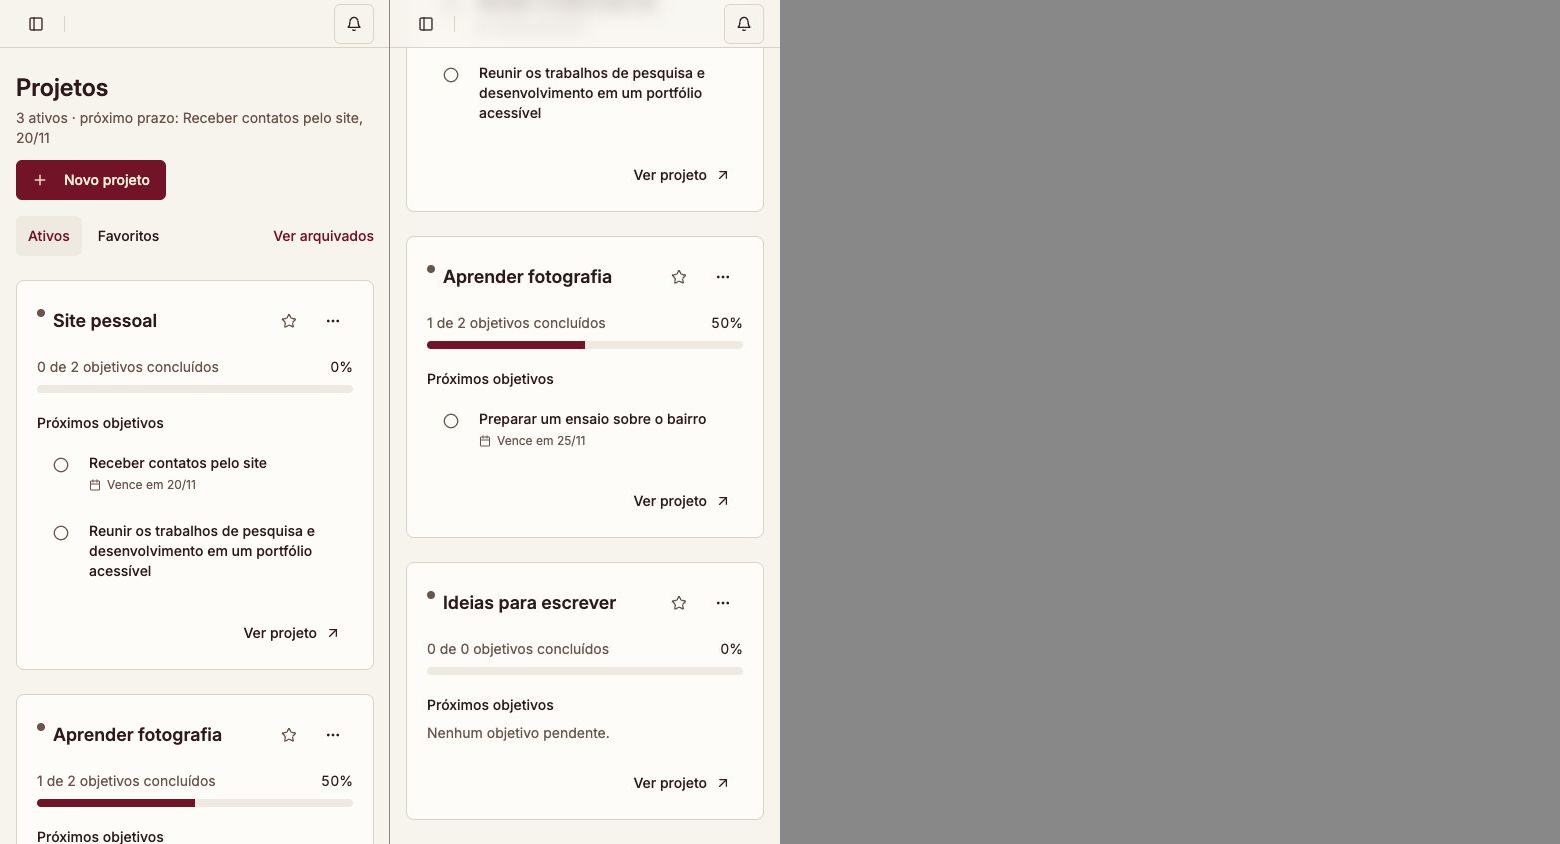 Projetos
3 ativos · próximo prazo: Receber contatos pelo site,
20/11
Novo projeto
Ativos
Favoritos
Ver arquivados
Site pessoal
0 de 2 objetivos concluídos
0%
Próximos objetivos
Receber contatos pelo site
Vence em 20/11
Reunir os trabalhos de pesquisa e
desenvolvimento em um portfólio
acessível
Ver projeto
Aprender fotografia
1 de 2 objetivos concluídos
50%
Próximos objetivos
Reunir os trabalhos de pesquisa e
desenvolvimento em um portfólio
acessível
Ver projeto
Aprender fotografia
1 de 2 objetivos concluídos
50%
Próximos objetivos
Preparar um ensaio sobre o bairro
Vence em 25/11
Ver projeto
Ideias para escrever
0 de 0 objetivos concluídos
0%
Próximos objetivos
Nenhum objetivo pendente.
Ver projeto